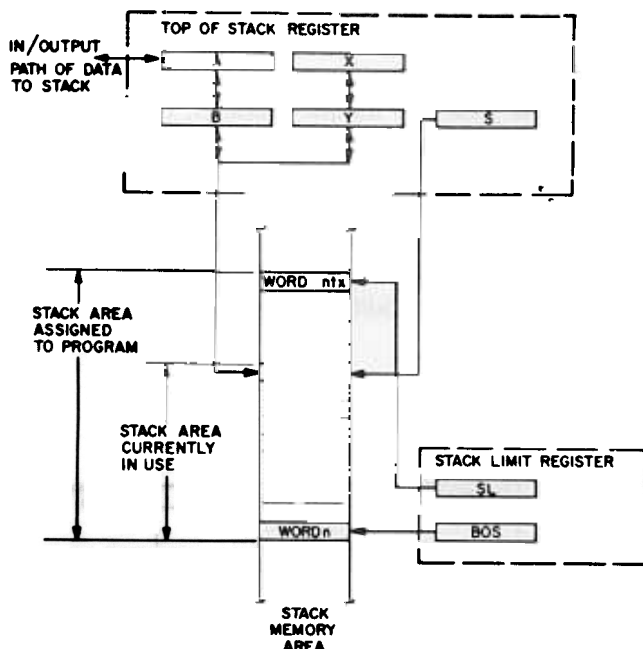 TOP OF STACK REGISTER
IN/OUTPUT
PATH OF DATA
TO STACK
A
X
B
Y
S
WORD n+x
STACK AREA
ASSIGNED
TO PROGRAM
STACK AREA
CURRENTLY
IN USE
STACK LIMIT REGISTER
SL
WORD n
BOS
STACK
MEMORY
AREA